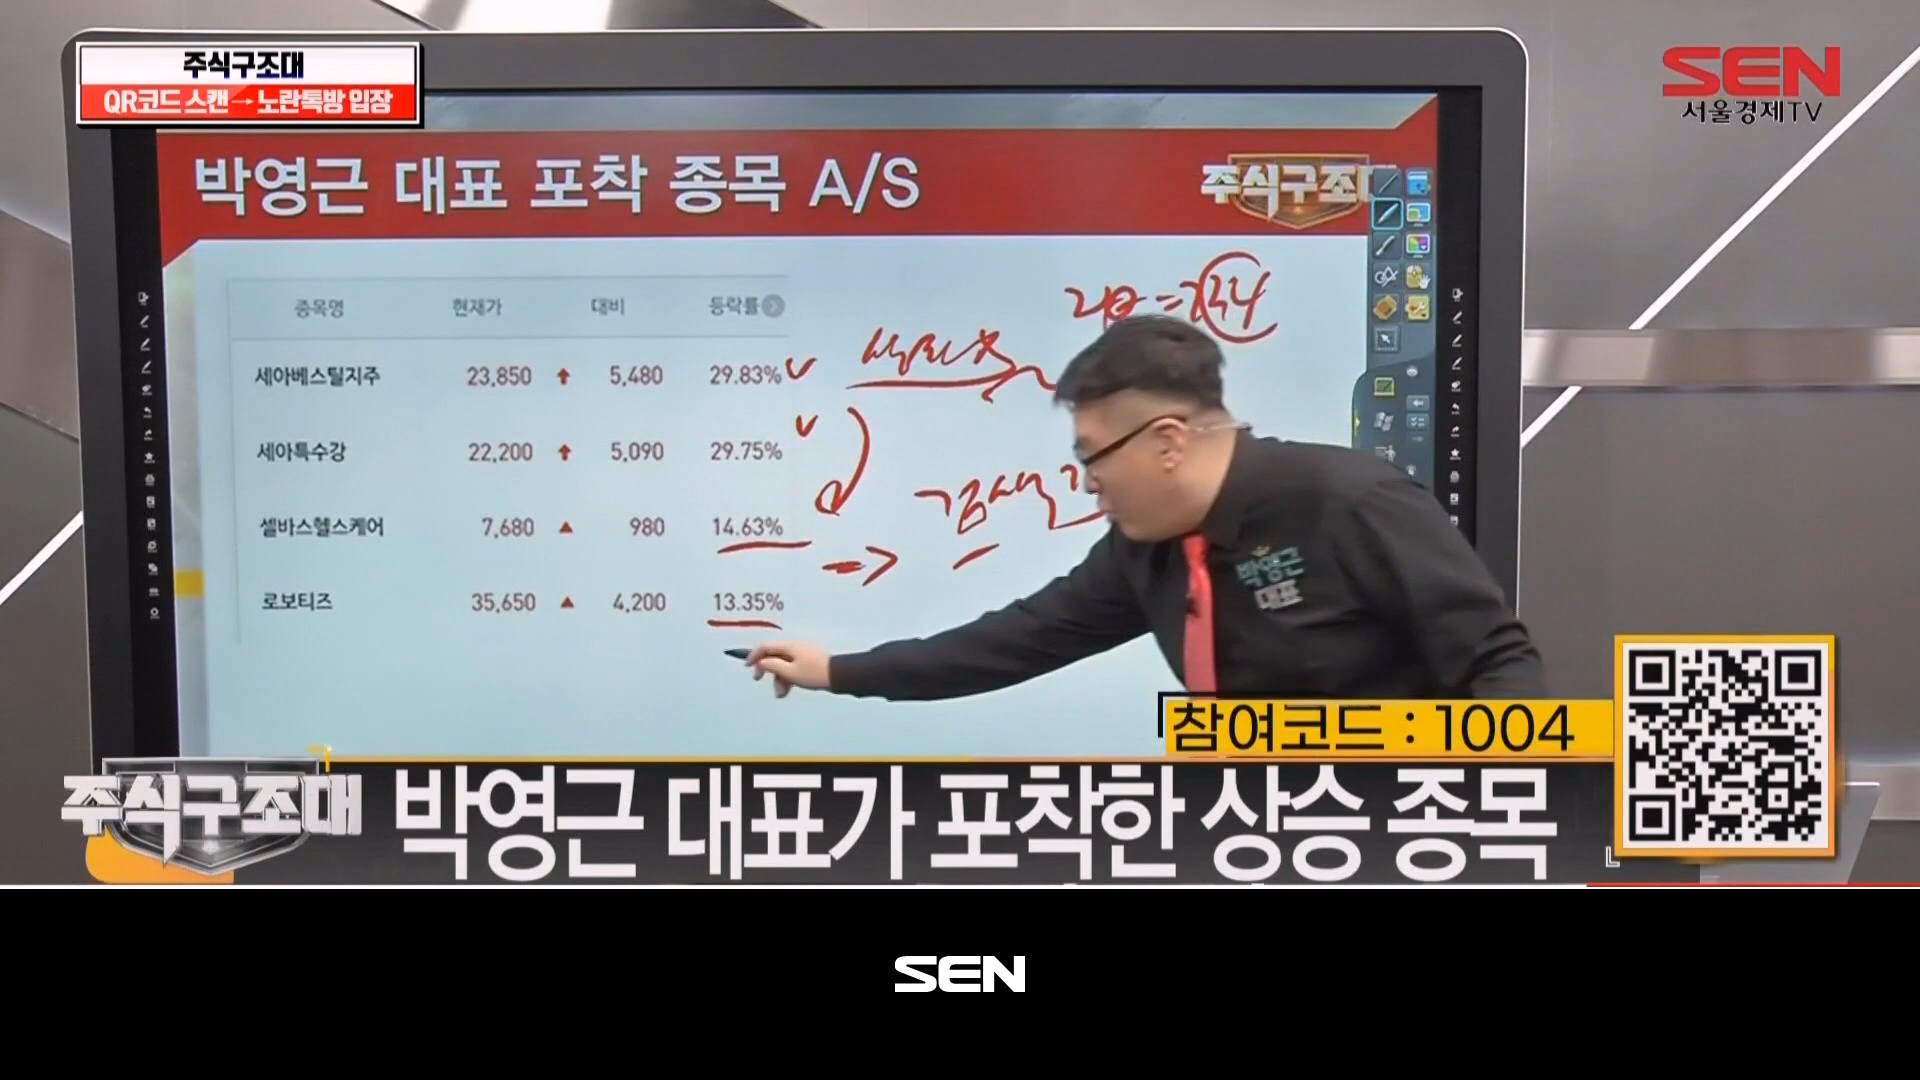 주식구조대
QR코드 스캔→노란톡방 입장
SEN
서울경제TV
박영근 대표 포착 종목 A/S
주식구조대
종목명 현재가 대비 등락률
세아베스틸지주 23,850 5,480 29.83%
세아특수강 22,200 5,090 29.75%
셀바스헬스케어 7,680 980 14.63%
로보티즈 35,650 4,200 13.35%
박영근
대표
참여코드 : 1004
주식구조대
박영근 대표가 포착한 상승 종목
SEN